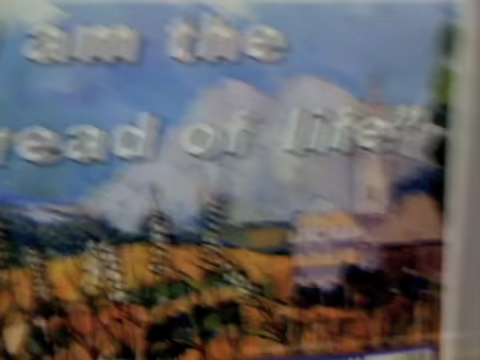 am the
read of life"